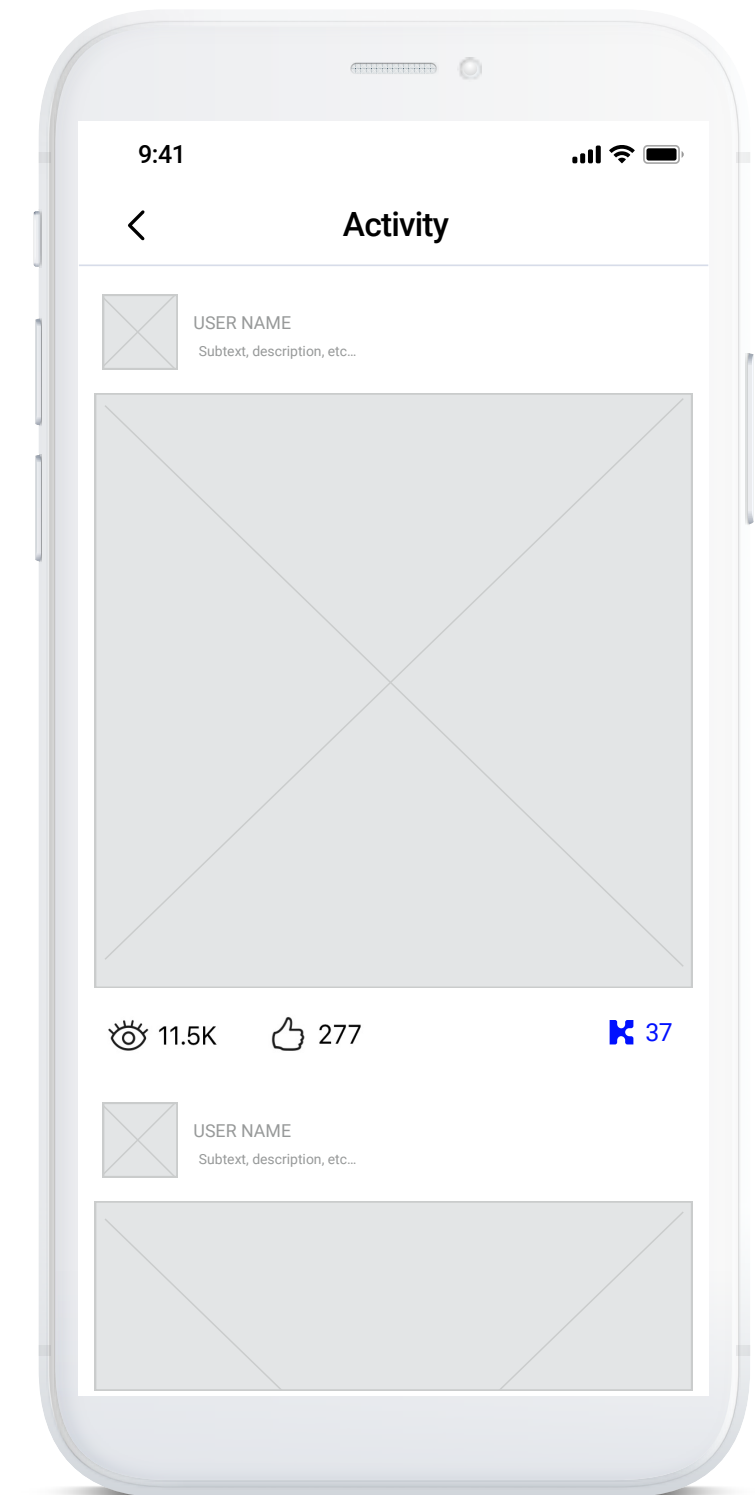 9:41
Activity
USER NAME
Subtext, description, etc...
11.5K 277 37
USER NAME
Subtext, description, etc...